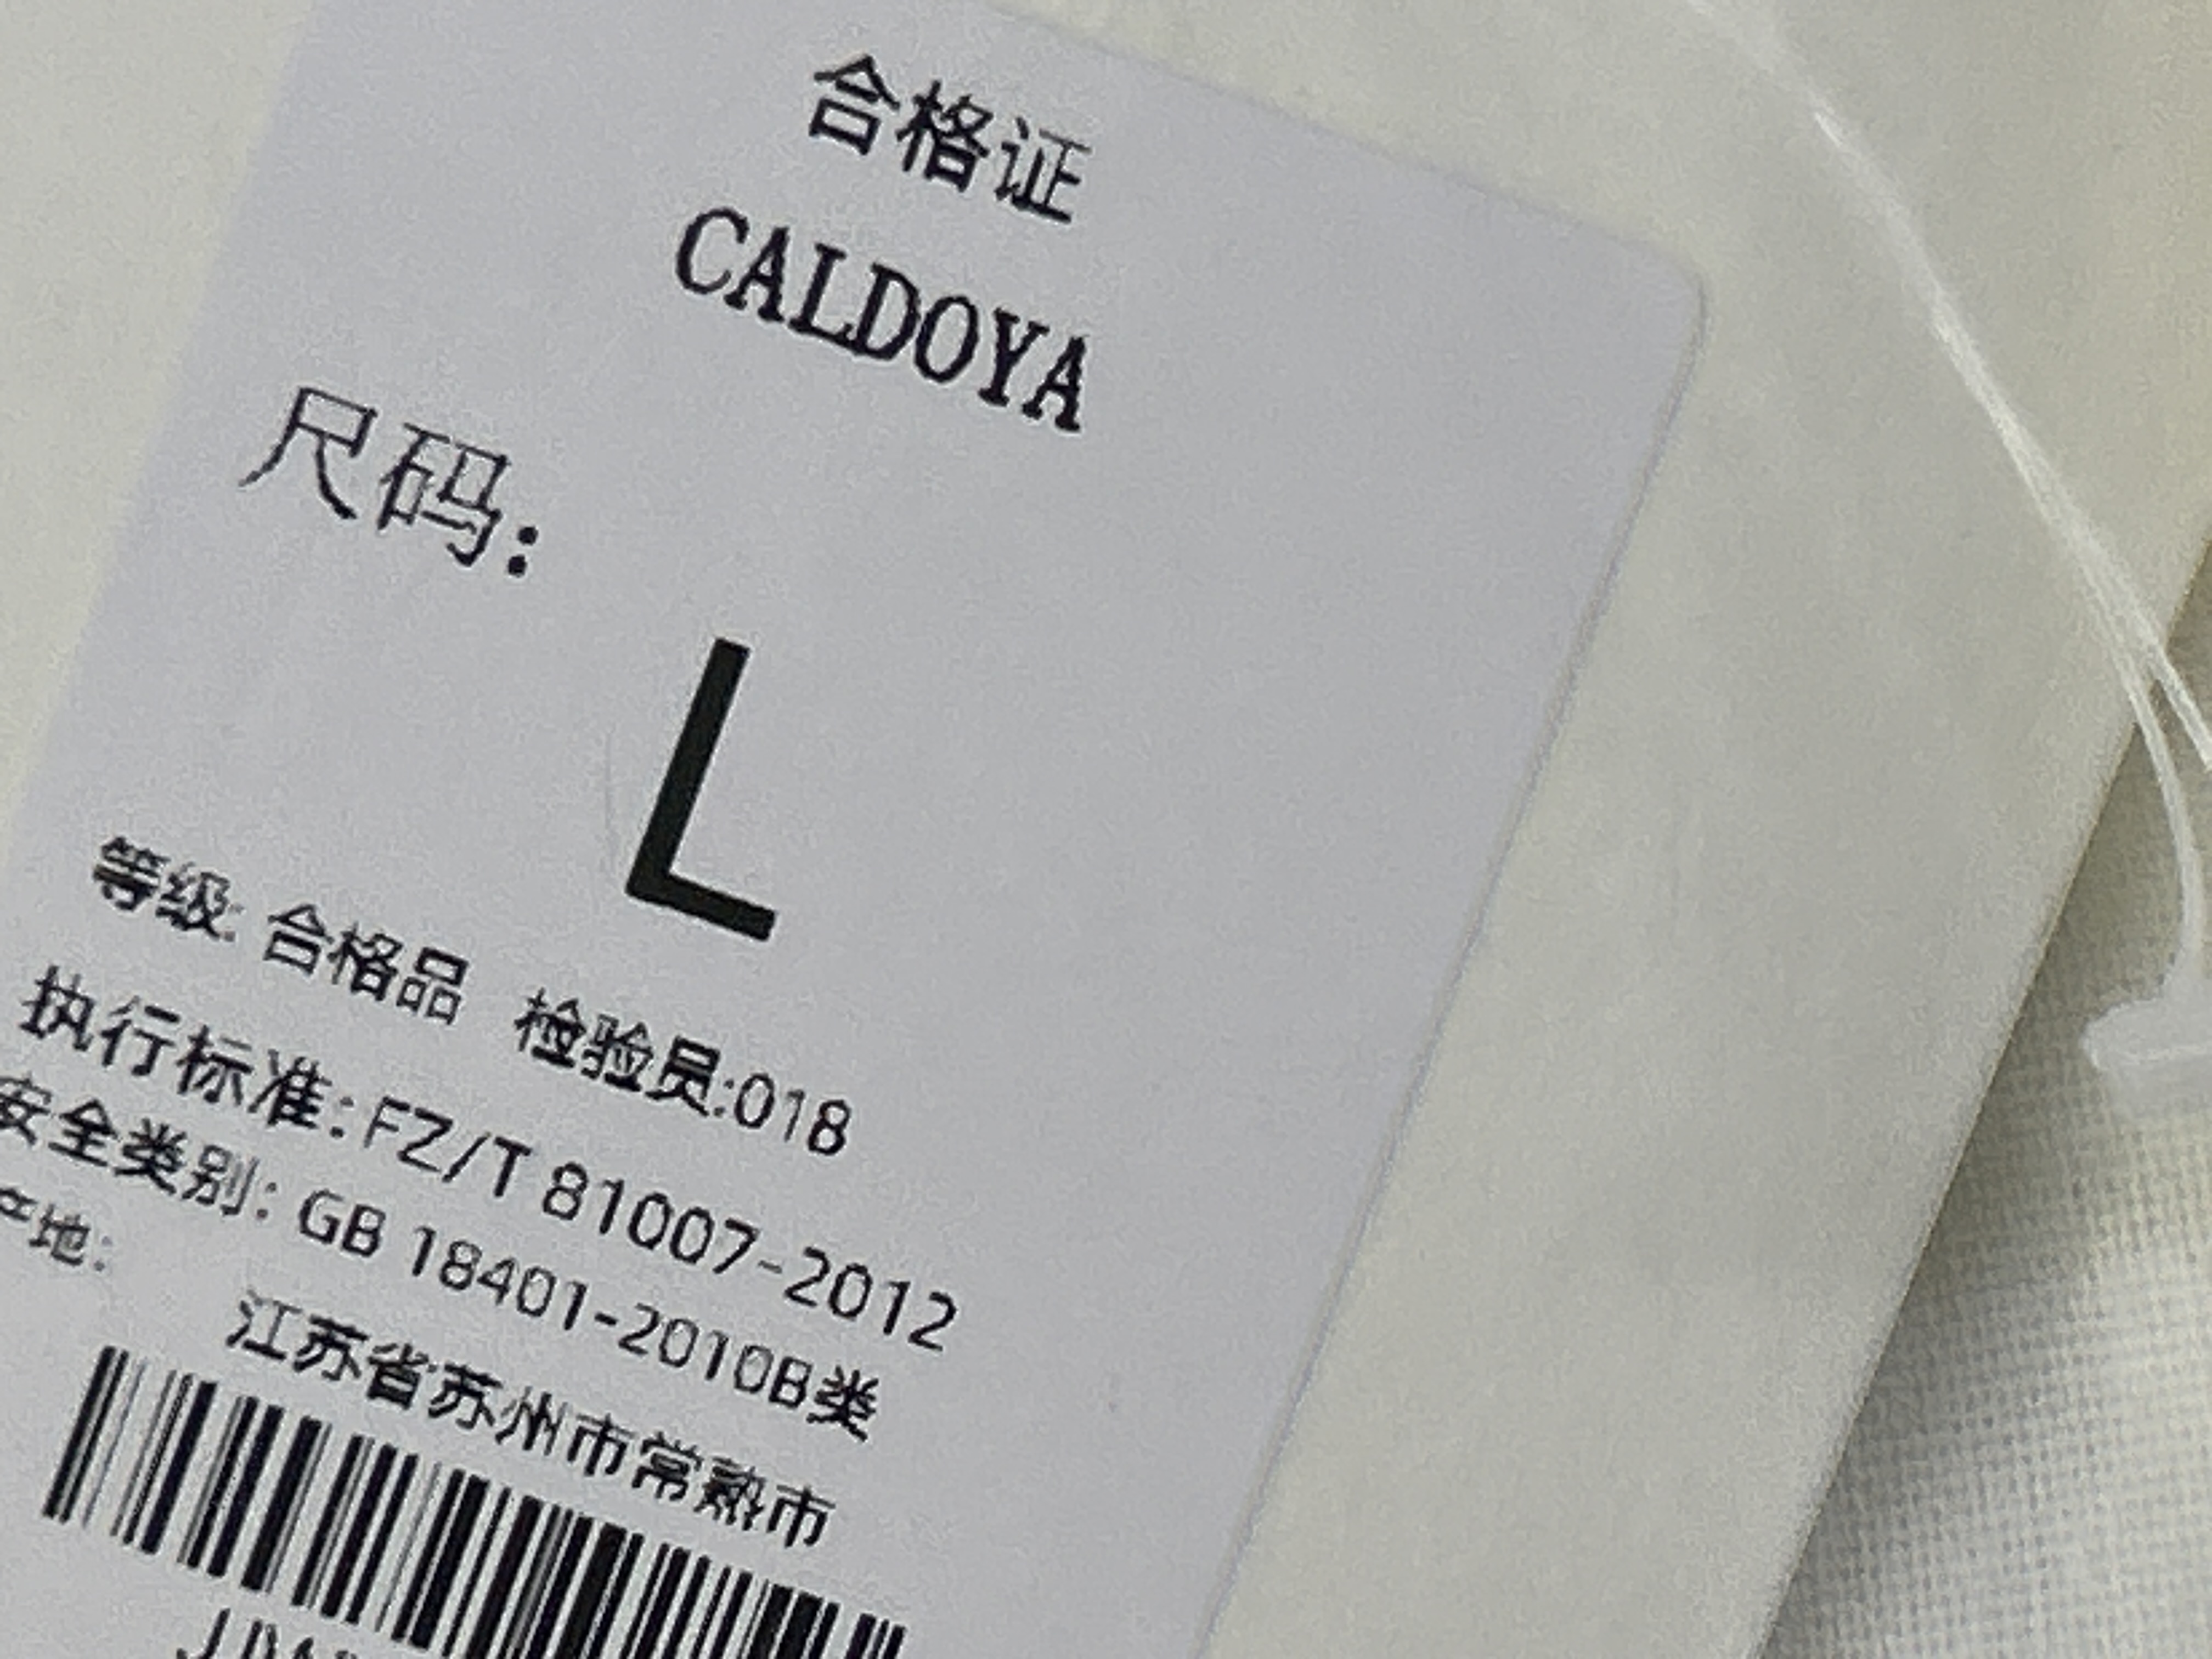 合格证
CALDOYA
尺码:
L
等级: 合格品 检验员:018
执行标准: FZ/T 81007-2012
安全类别: GB 18401-2010B类
产地:
江苏省苏州市常熟市